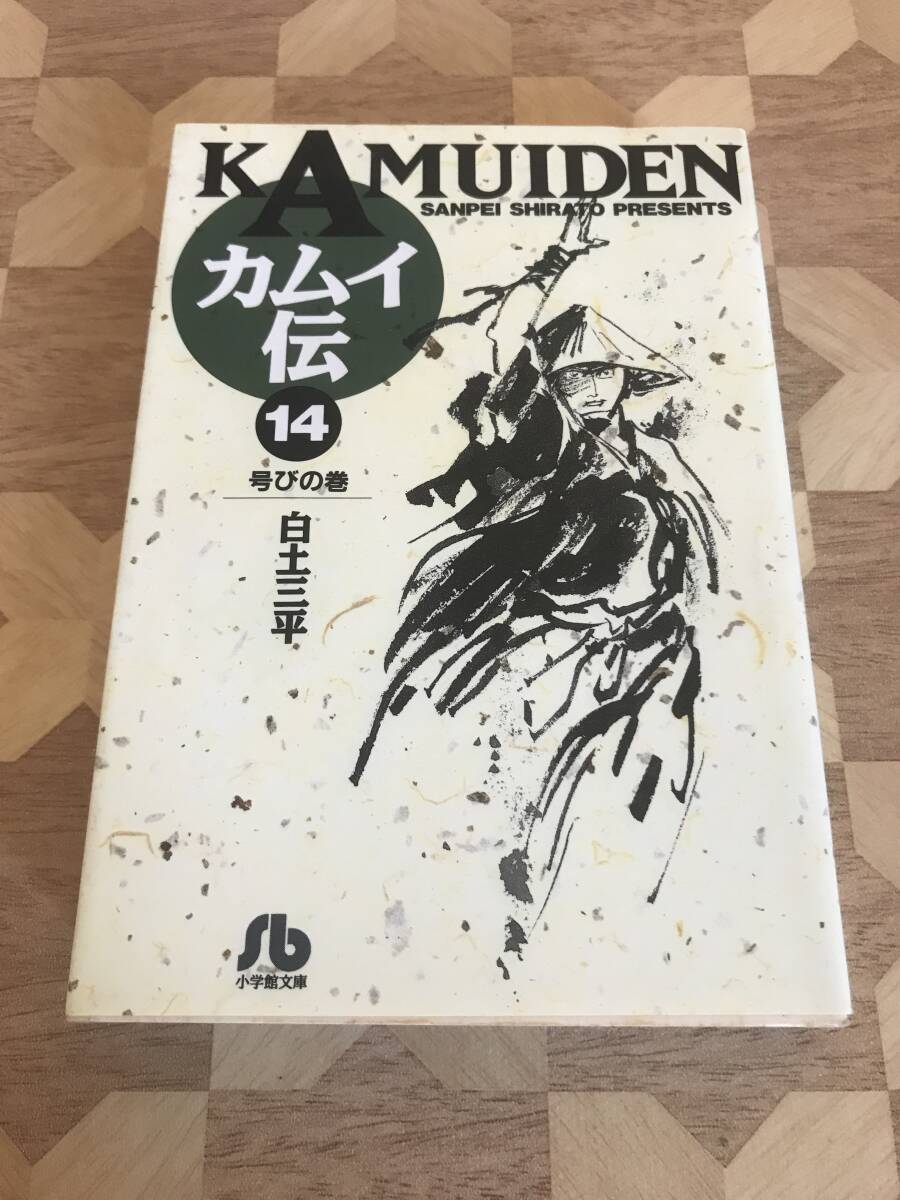 KAMUIDEN
SANPEI SHIRATO PRESENTS
カムイ
伝
14
号びの巻
白土三平
Sb
小学館文庫